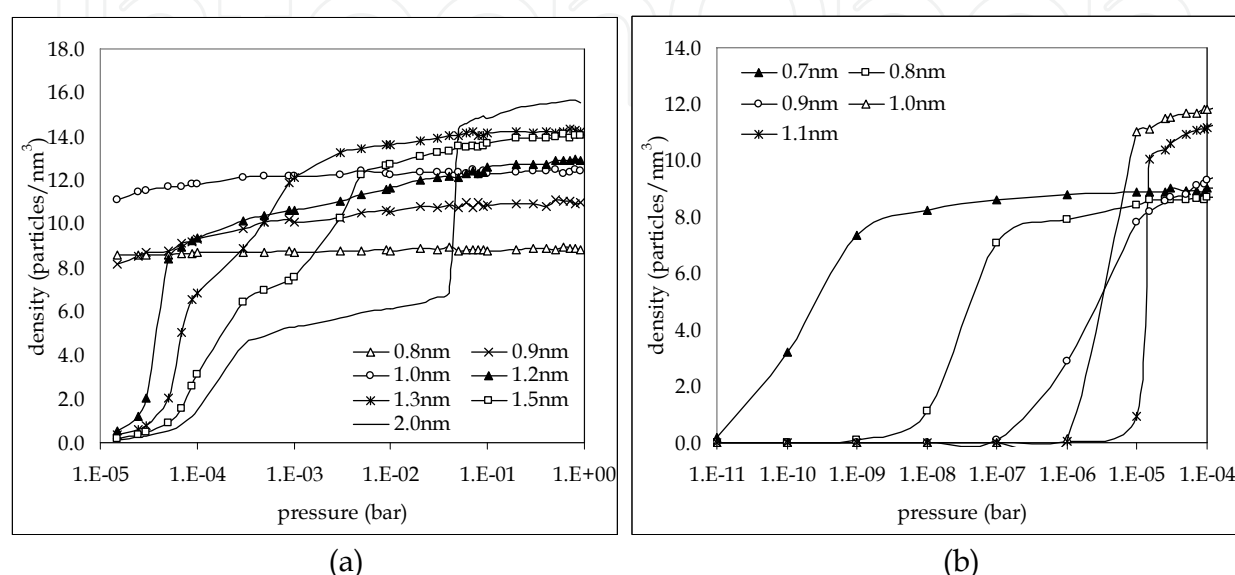 18.0
16.0
14.0
12.0
10.0
8.0
6.0
4.0
2.0
0.0
density (particles/nm³)
0.8nm 0.9nm
1.0nm 1.2nm
1.3nm 1.5nm
2.0nm
1.E-05 1.E-04 1.E-03 1.E-02 1.E-01 1.E+00
pressure (bar)
(a)
14.0
12.0
10.0
8.0
6.0
4.0
2.0
0.0
density (particles/nm³)
0.7nm 0.8nm
0.9nm 1.0nm
1.1nm
1.E-11 1.E-10 1.E-09 1.E-08 1.E-07 1.E-06 1.E-05 1.E-04
pressure (bar)
(b)